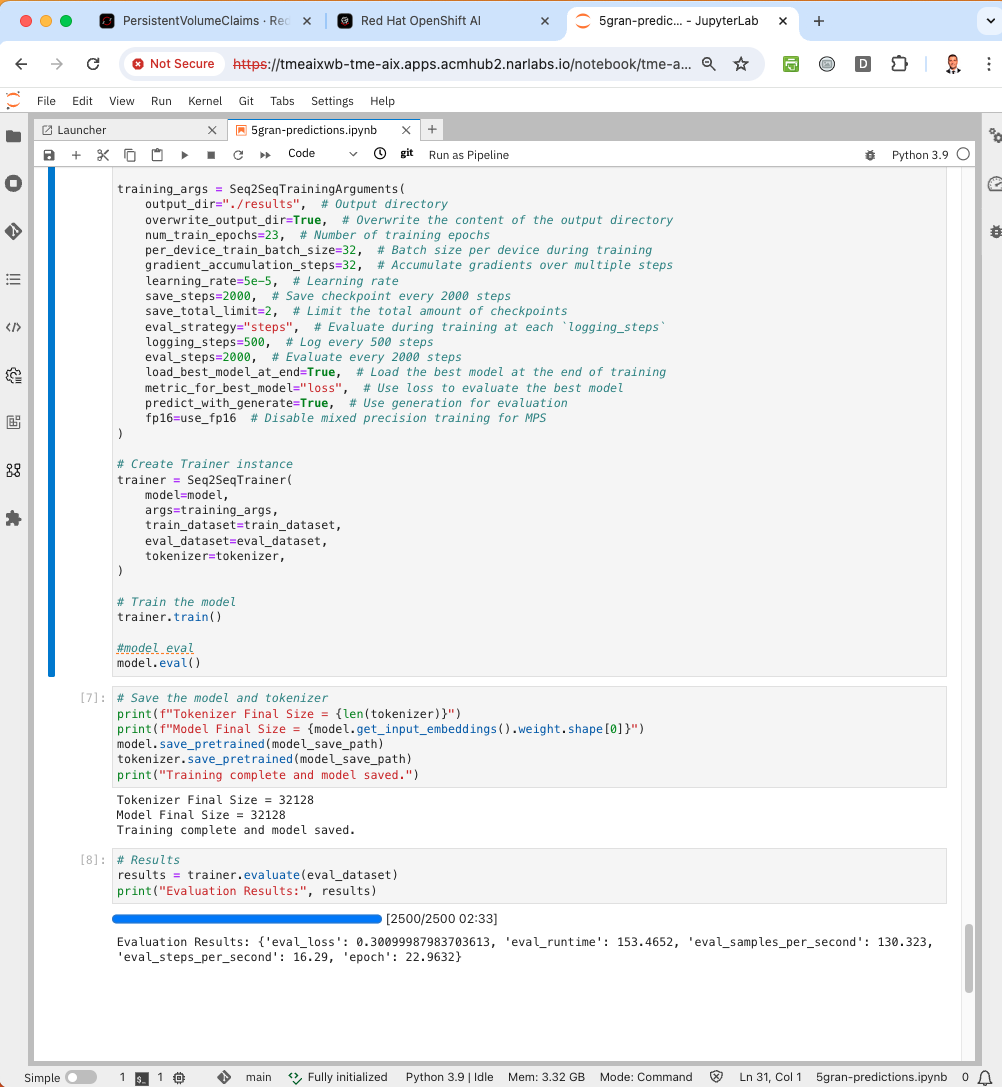 PersistentVolumeClaims · Red
Red Hat OpenShift AI
5gran-predic... - JupyterLab
Not Secure https://tmeaixwb-tme-aix.apps.acmhub2.narlabs.io/notebook/tme-a...
File Edit View Run Kernel Git Tabs Settings Help
Launcher
5gran-predictions.ipynb
Code git Run as Pipeline Python 3.9
training_args = Seq2SeqTrainingArguments(
    output_dir="./results",  # Output directory
    overwrite_output_dir=True,  # Overwrite the content of the output directory
    num_train_epochs=23,  # Number of training epochs
    per_device_train_batch_size=32,  # Batch size per device during training
    gradient_accumulation_steps=32,  # Accumulate gradients over multiple steps
    learning_rate=5e-5,  # Learning rate
    save_steps=2000,  # Save checkpoint every 2000 steps
    save_total_limit=2,  # Limit the total amount of checkpoints
    eval_strategy="steps",  # Evaluate during training at each `logging_steps`
    logging_steps=500,  # Log every 500 steps
    eval_steps=2000,  # Evaluate every 2000 steps
    load_best_model_at_end=True,  # Load the best model at the end of training
    metric_for_best_model="loss",  # Use loss to evaluate the best model
    predict_with_generate=True,  # Use generation for evaluation
    fp16=use_fp16  # Disable mixed precision training for MPS
)
# Create Trainer instance
trainer = Seq2SeqTrainer(
    model=model,
    args=training_args,
    train_dataset=train_dataset,
    eval_dataset=eval_dataset,
    tokenizer=tokenizer,
)
# Train the model
trainer.train()
#model eval
model.eval()
[7]: # Save the model and tokenizer
print(f"Tokenizer Final Size = {len(tokenizer)}")
print(f"Model Final Size = {model.get_input_embeddings().weight.shape[0]}")
model.save_pretrained(model_save_path)
tokenizer.save_pretrained(model_save_path)
print("Training complete and model saved.")
Tokenizer Final Size = 32128
Model Final Size = 32128
Training complete and model saved.
[8]: # Results
results = trainer.evaluate(eval_dataset)
print("Evaluation Results:", results)
[2500/2500 02:33]
Evaluation Results: {'eval_loss': 0.30099987983703613, 'eval_runtime': 153.4652, 'eval_samples_per_second': 130.323,
'eval_steps_per_second': 16.29, 'epoch': 22.9632}
Simple 1 1 main Fully initialized Python 3.9 | Idle Mem: 3.32 GB Mode: Command Ln 31, Col 1 5gran-predictions.ipynb 0